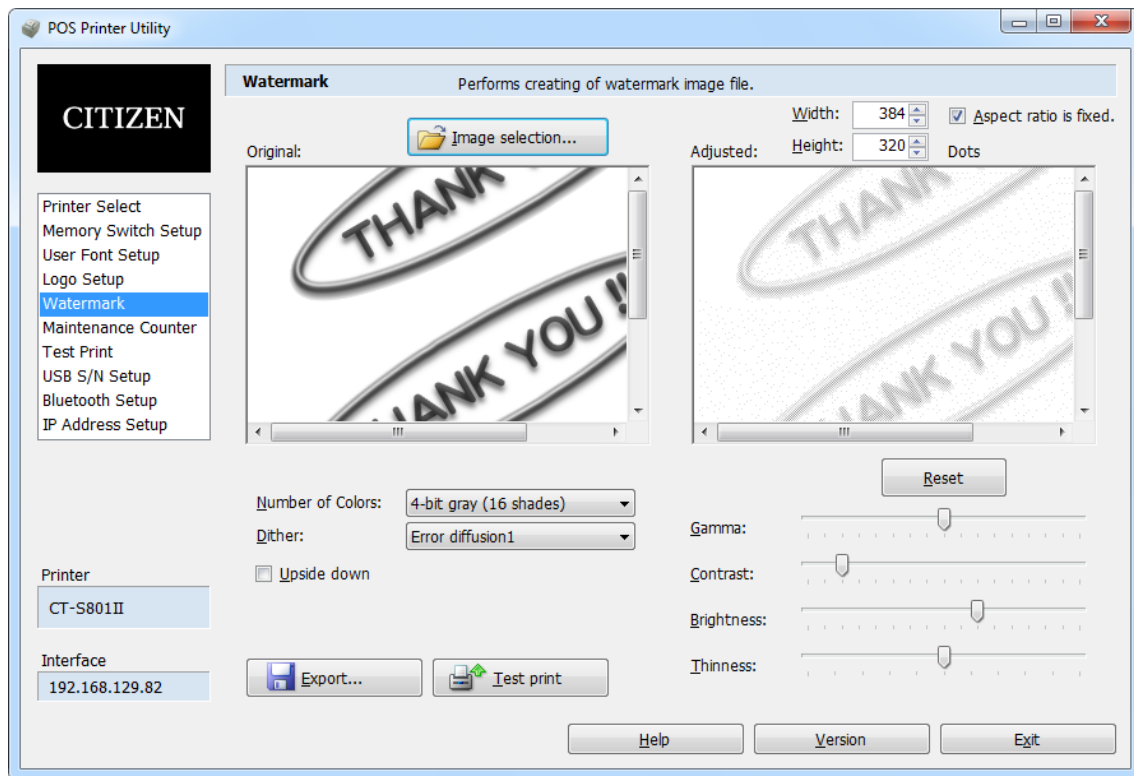 POS Printer Utility
CITIZEN
Watermark Performs creating of watermark image file.
Image selection...
Width: 384 Aspect ratio is fixed.
Original: Adjusted: Height: 320 Dots
THANK
THANK YOU !!
THANK
THANK YOU !
Printer Select
Memory Switch Setup
User Font Setup
Logo Setup
Watermark
Maintenance Counter
Test Print
USB S/N Setup
Bluetooth Setup
IP Address Setup
Reset
Number of Colors: 4-bit gray (16 shades)
Dither: Error diffusion1
Upside down
Gamma:
Contrast:
Brightness:
Thinness:
Printer
CT-S801II
Interface
192.168.129.82
Export... Test print
Help Version Exit